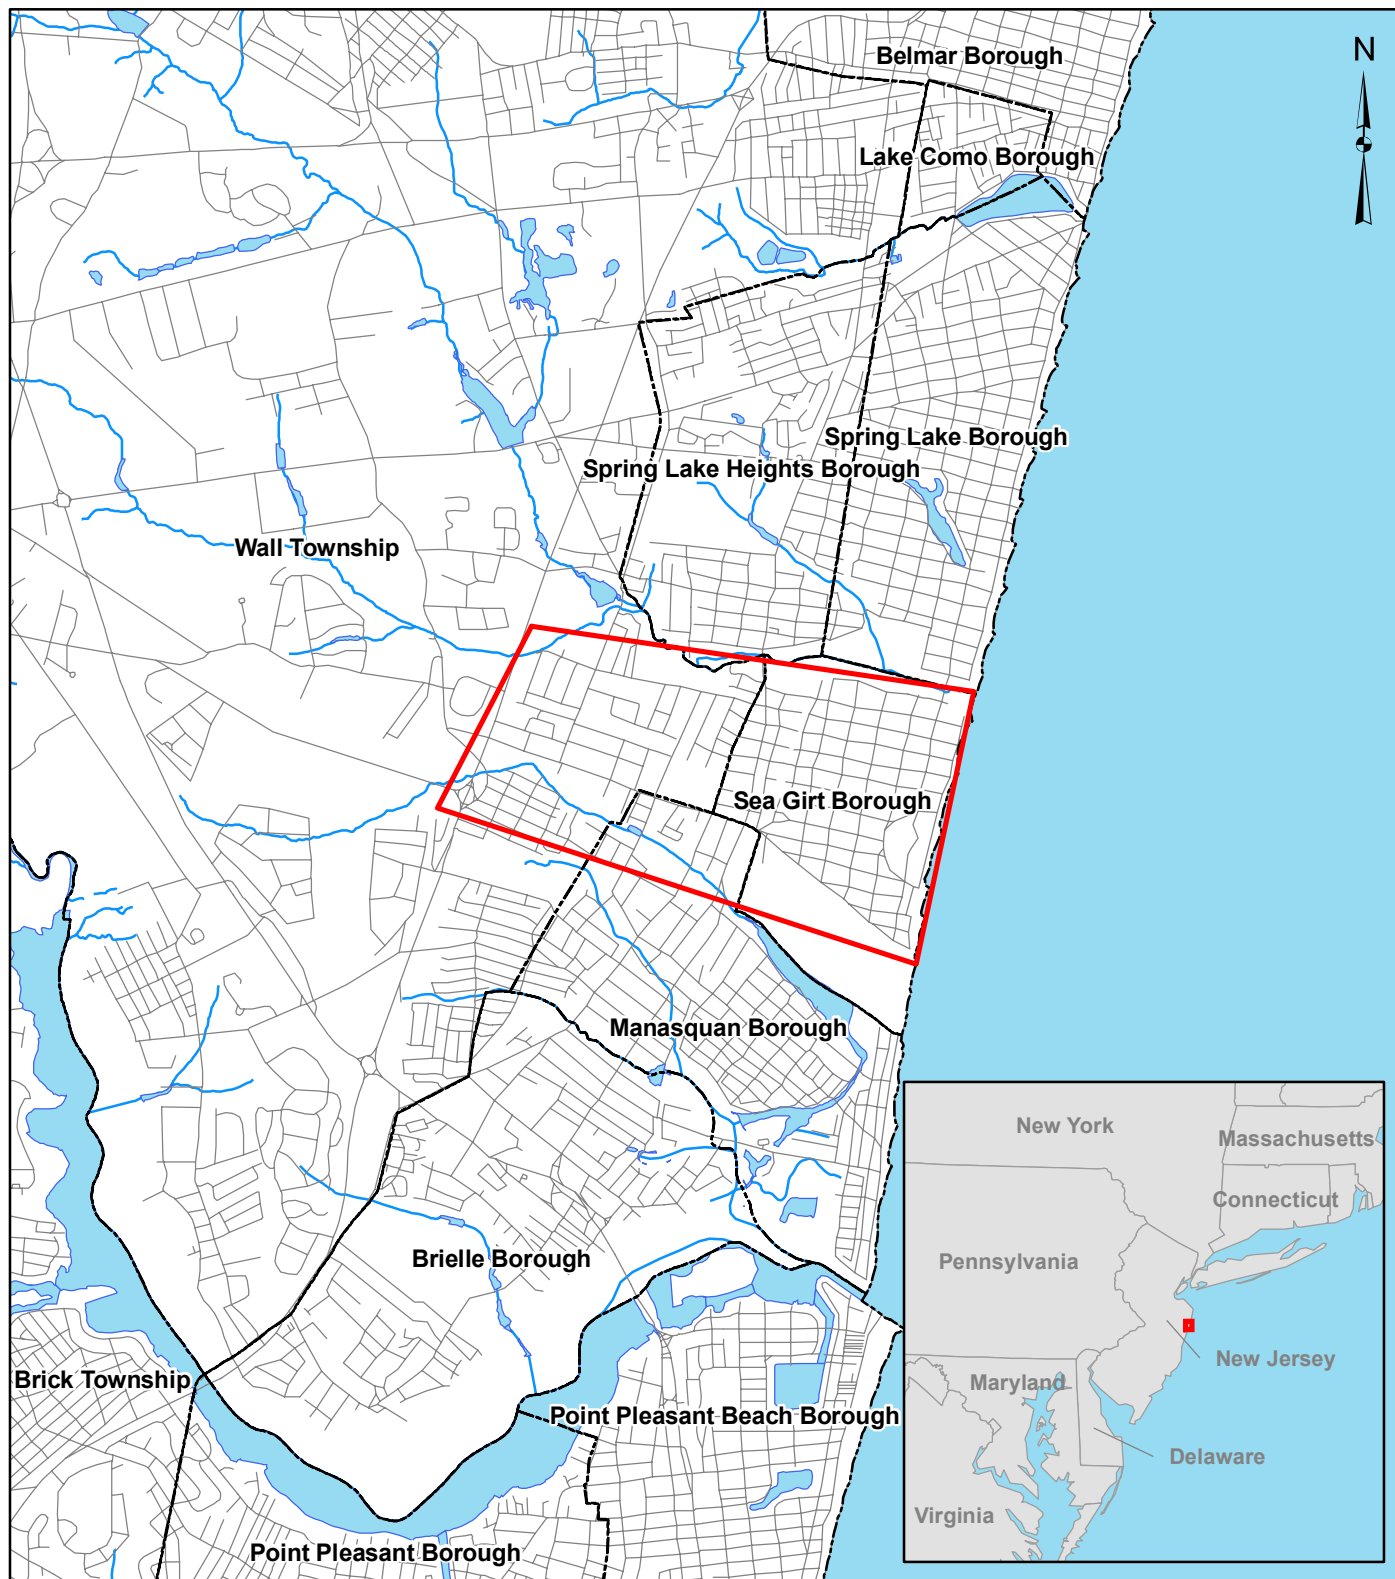 Belmar Borough
N
Lake Como Borough
Spring Lake Borough
Spring Lake Heights Borough
Wall Township
Sea Girt Borough
Manasquan Borough
Brielle Borough
Brick Township
Point Pleasant Beach Borough
Point Pleasant Borough
New York
Massachusetts
Connecticut
Pennsylvania
New Jersey
Maryland
Delaware
Virginia